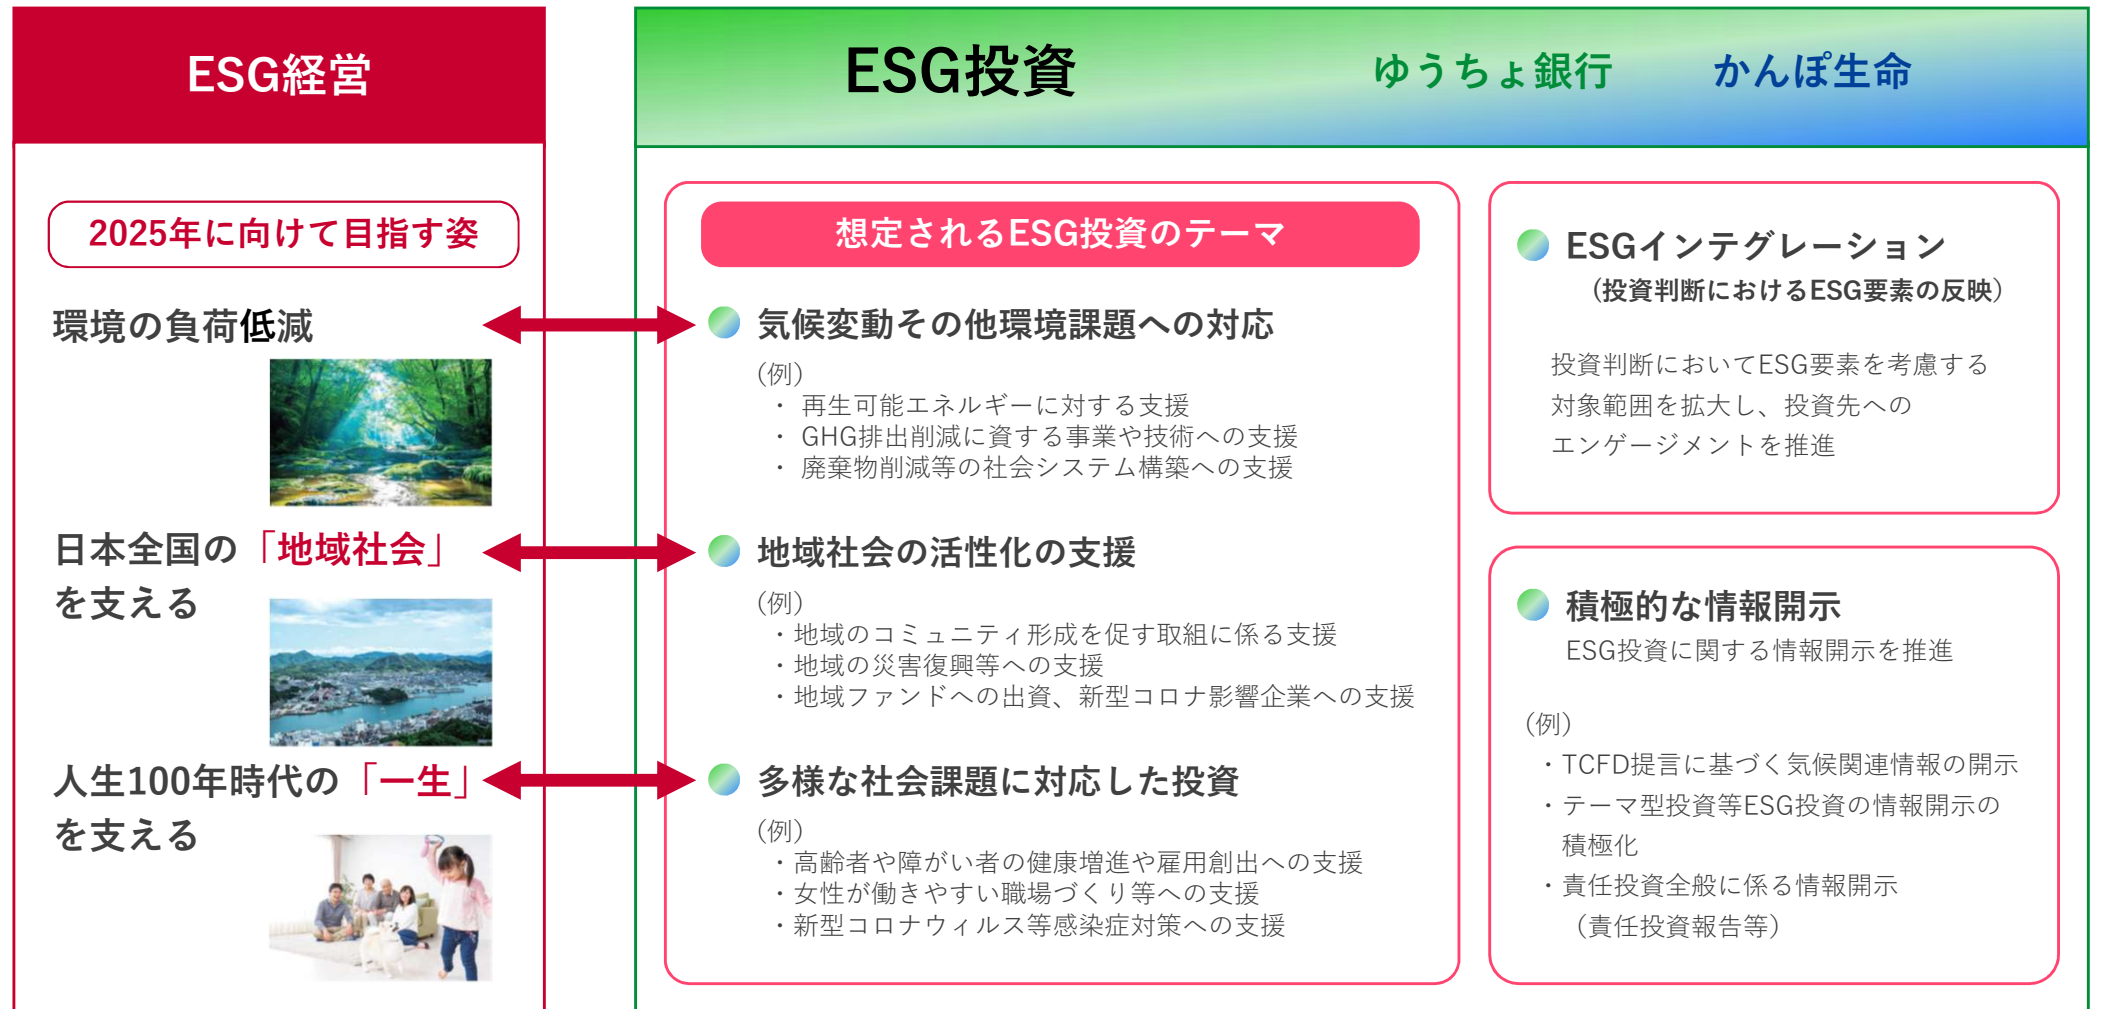 ESG経営
2025年に向けて目指す姿
環境の負荷低減
日本全国の「地域社会」
を支える
人生100年時代の「一生」
を支える
ESG投資
ゆうちょ銀行
かんぽ生命
想定されるESG投資のテーマ
気候変動その他環境課題への対応
(例)
・ 再生可能エネルギーに対する支援
・ GHG排出削減に資する事業や技術への支援
・ 廃棄物削減等の社会システム構築への支援
地域社会の活性化の支援
(例)
・地域のコミュニティ形成を促す取組に係る支援
・地域の災害復興等への支援
・地域ファンドへの出資、新型コロナ影響企業への支援
多様な社会課題に対応した投資
(例)
・高齢者や障がい者の健康増進や雇用創出への支援
・女性が働きやすい職場づくり等への支援
・新型コロナウィルス等感染症対策への支援
ESGインテグレーション
(投資判断におけるESG要素の反映)
投資判断においてESG要素を考慮する
対象範囲を拡大し、投資先への
エンゲージメントを推進
積極的な情報開示
ESG投資に関する情報開示を推進
(例)
・TCFD提言に基づく気候関連情報の開示
・テーマ型投資等ESG投資の情報開示の
積極化
・責任投資全般に係る情報開示
（責任投資報告等）